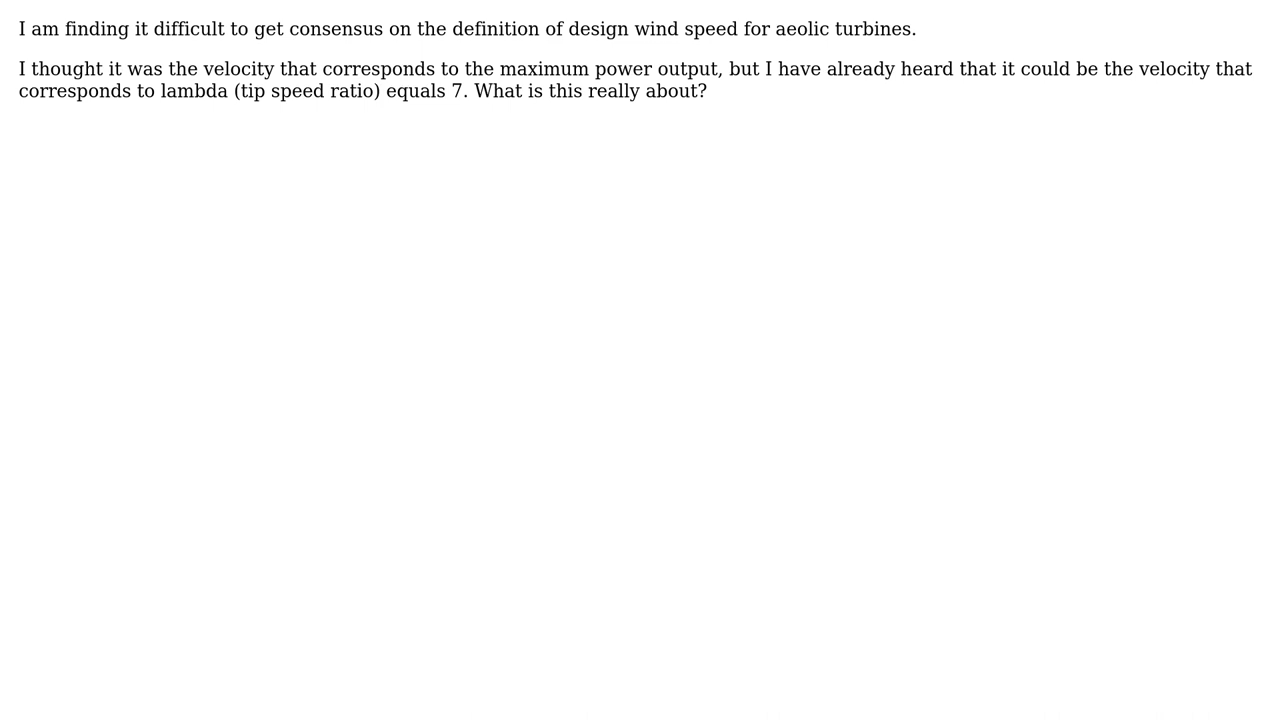 I am finding it difficult to get consensus on the definition of design wind speed for aeolic turbines.
I thought it was the velocity that corresponds to the maximum power output, but I have already heard that it could be the velocity that
corresponds to lambda (tip speed ratio) equals 7. What is this really about?